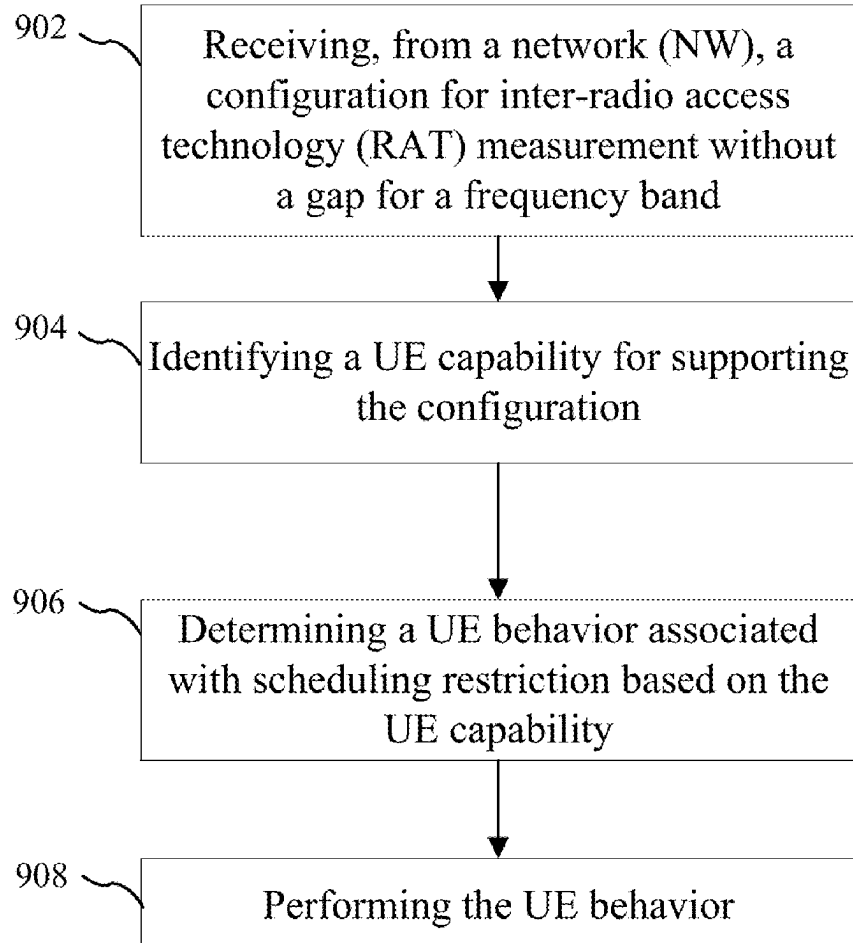 902
Receiving, from a network (NW), a
configuration for inter-radio access
technology (RAT) measurement without
a gap for a frequency band
904
Identifying a UE capability for supporting
the configuration
906
Determining a UE behavior associated
with scheduling restriction based on the
UE capability
908
Performing the UE behavior